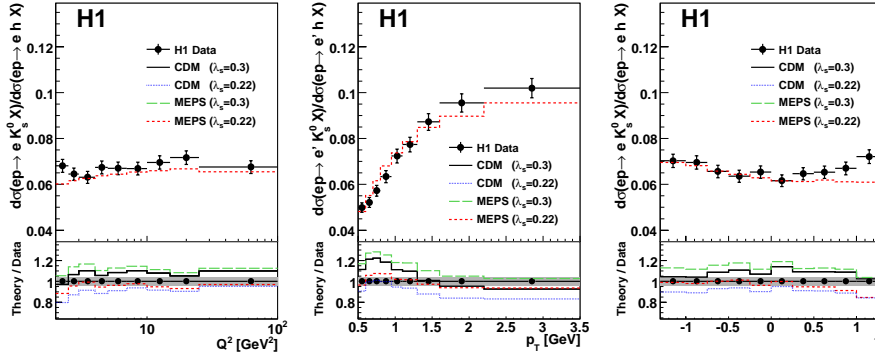 H1
dσ(ep→ e K⁰ₛ X)/dσ(ep→ e h X)
0.12
0.1
0.08
0.06
0.04
H1 Data
CDM (λₛ=0.3)
CDM (λₛ=0.22)
MEPS (λₛ=0.3)
MEPS (λₛ=0.22)
Theory / Data
1.2
1
0.8
10
10²
Q² [GeV²]
H1
dσ(ep→ e' K⁰ₛ X)/dσ(ep→ e' h X)
0.12
0.1
0.08
0.06
0.04
H1 Data
CDM (λₛ=0.3)
CDM (λₛ=0.22)
MEPS (λₛ=0.3)
MEPS (λₛ=0.22)
Theory / Data
1.2
1
0.8
0.5 1 1.5 2 2.5 3 3.5
p_T [GeV]
dσ(ep→ e K⁰ₛ X)/dσ(ep→ e h X)
0.12
0.1
0.08
0.06
0.04
H1 Data
CDM (λₛ=0.3)
CDM (λₛ=0.22)
MEPS (λₛ=0.3)
MEPS (λₛ=0.22)
Theory / Data
1.2
1
0.8
-1 -0.5 0 0.5 1